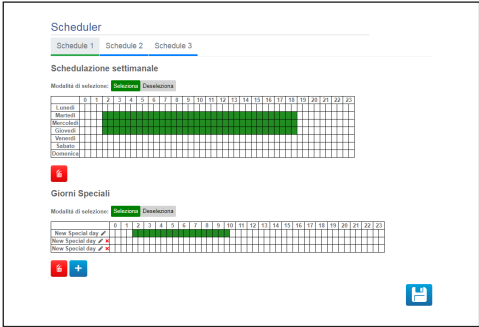 Scheduler
Schedule 1 Schedule 2 Schedule 3
Schedulazione settimanale
Modalità di selezione: Seleziona Deseleziona
0 1 2 3 4 5 6 7 8 9 10 11 12 13 14 15 16 17 18 19 20 21 22 23
Lunedì
Martedì
Mercoledì
Giovedì
Venerdì
Sabato
Domenica
Giorni Speciali
Modalità di selezione: Seleziona Deseleziona
0 1 2 3 4 5 6 7 8 9 10 11 12 13 14 15 16 17 18 19 20 21 22 23
New Special day
New Special day
New Special day